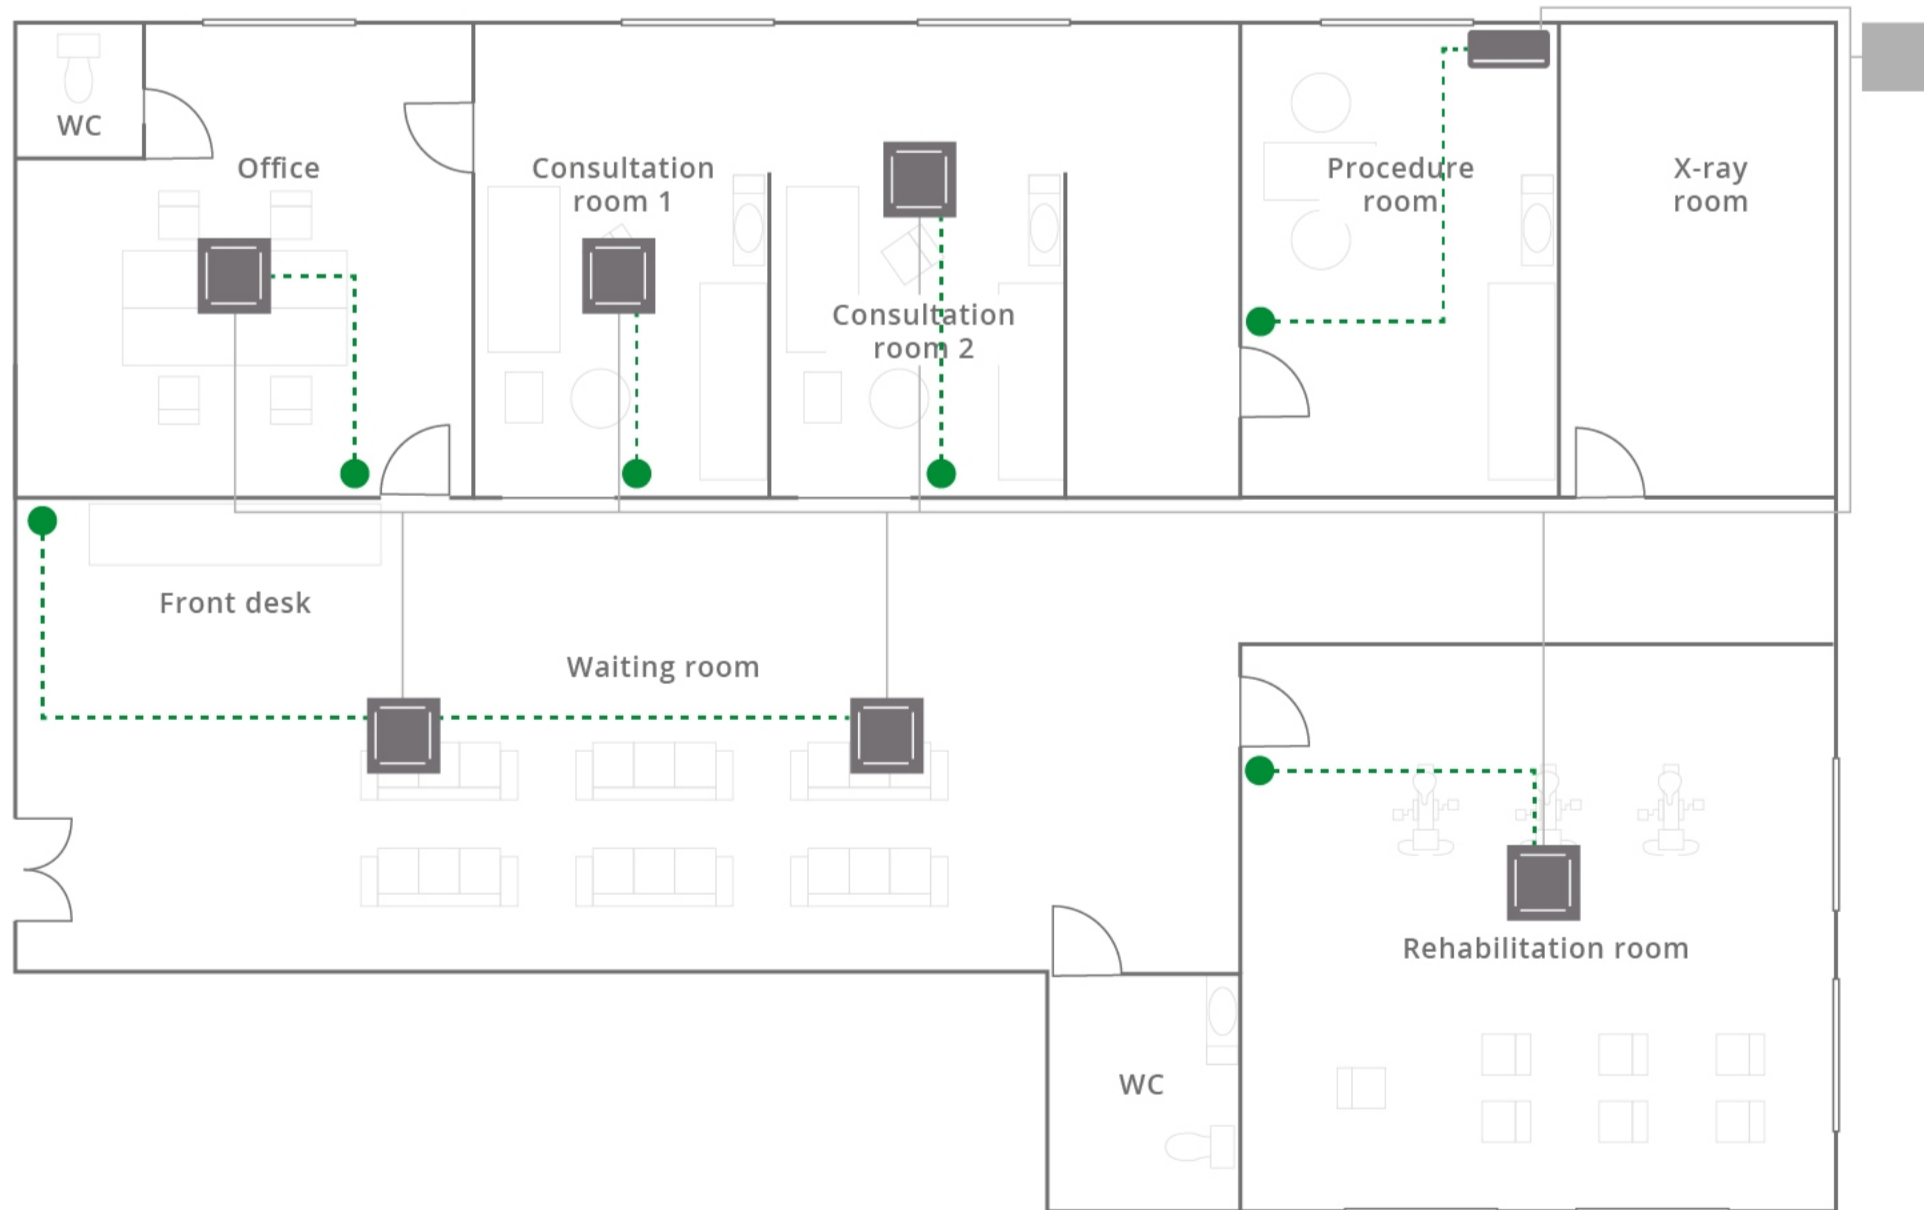 WC
Office
Consultation
room 1
Consultation
room 2
Procedure
room
X-ray
room
Front desk
Waiting room
Rehabilitation room
WC